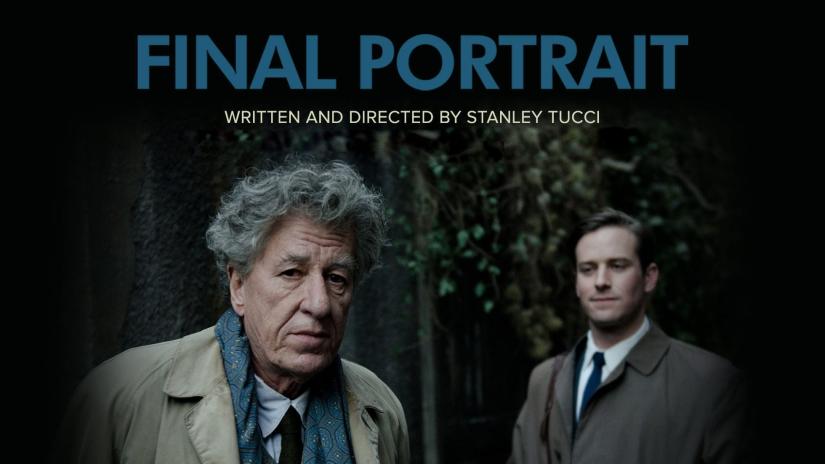 FINAL PORTRAIT
WRITTEN AND DIRECTED BY STANLEY TUCCI